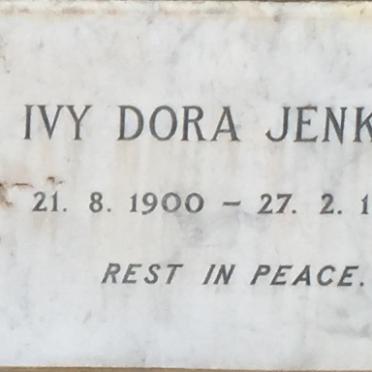 IVY DORA JENK
21. 8. 1900 – 27. 2. 1
REST IN PEACE.